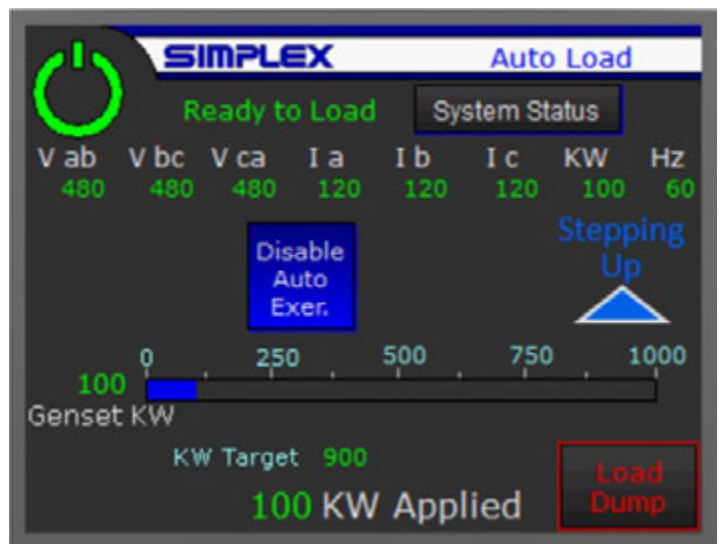 SIMPLEX Auto Load
Ready to Load System Status
V ab V bc V ca I a I b I c KW Hz
480 480 480 120 120 120 100 60
Disable
Auto
Exer.
Stepping
Up
0 250 500 750 1000
100
Genset KW
KW Target 900
100 KW Applied
Load
Dump